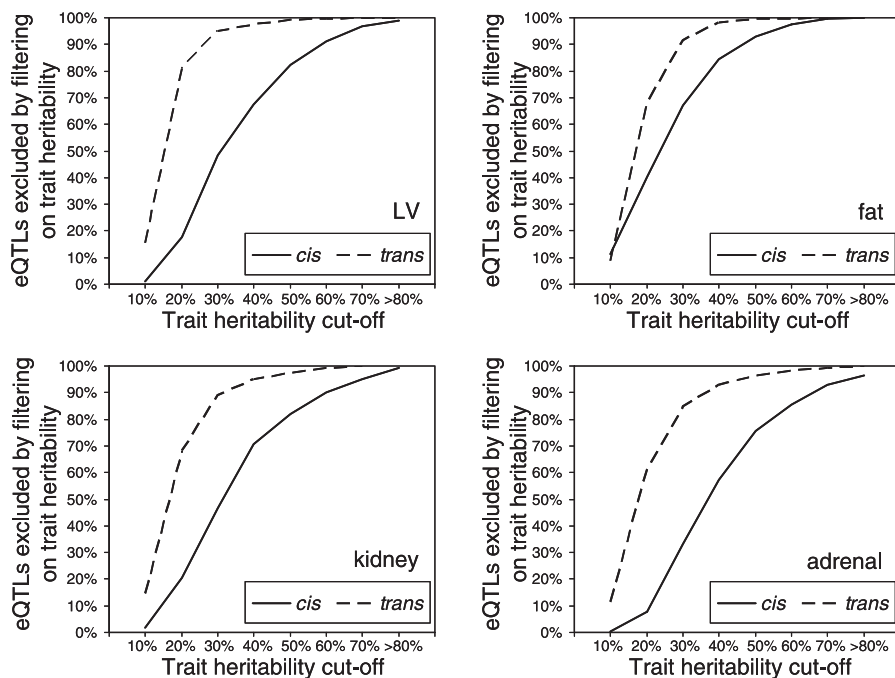 eQTLs excluded by filtering
on trait heritability
100%
90%
80%
70%
60%
50%
40%
30%
20%
10%
0%
LV
cis
trans
10% 20% 30% 40% 50% 60% 70% >80%
Trait heritability cut-off
eQTLs excluded by filtering
on trait heritability
100%
90%
80%
70%
60%
50%
40%
30%
20%
10%
0%
fat
cis
trans
10% 20% 30% 40% 50% 60% 70% >80%
Trait heritability cut-off
eQTLs excluded by filtering
on trait heritability
100%
90%
80%
70%
60%
50%
40%
30%
20%
10%
0%
kidney
cis
trans
10% 20% 30% 40% 50% 60% 70% >80%
Trait heritability cut-off
eQTLs excluded by filtering
on trait heritability
100%
90%
80%
70%
60%
50%
40%
30%
20%
10%
0%
adrenal
cis
trans
10% 20% 30% 40% 50% 60% 70% >80%
Trait heritability cut-off